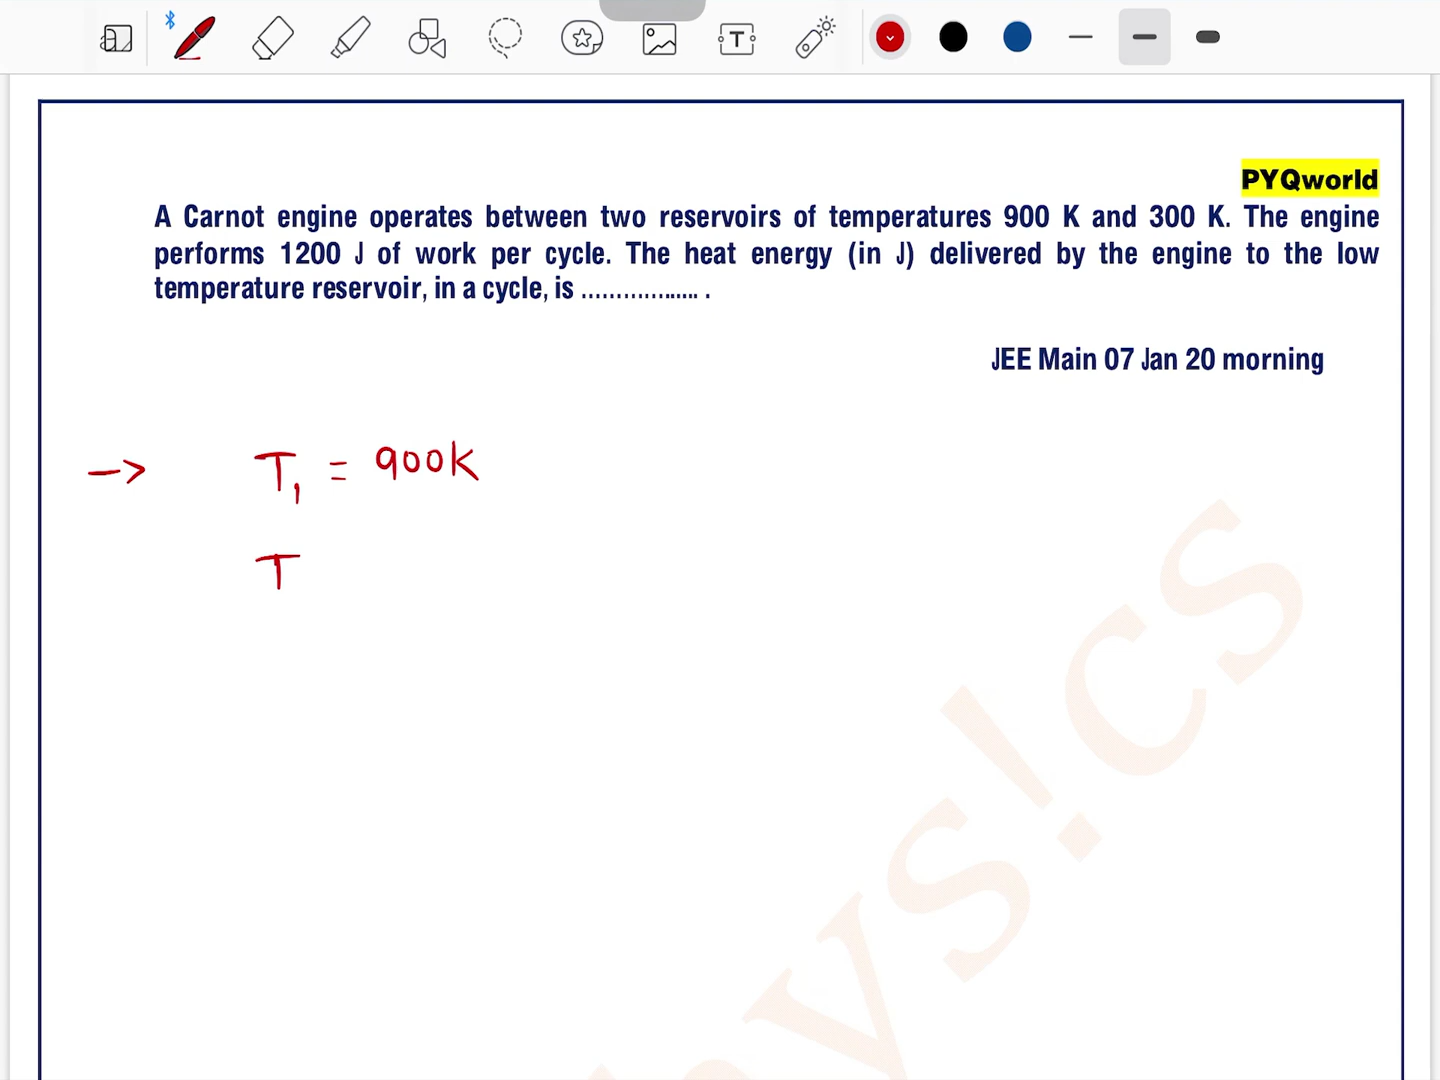 PYQworld
A Carnot engine operates between two reservoirs of temperatures 900 K and 300 K. The engine
performs 1200 J of work per cycle. The heat energy (in J) delivered by the engine to the low
temperature reservoir, in a cycle, is .................. .
JEE Main 07 Jan 20 morning
→ T₁ = 900K
T
ys!cs